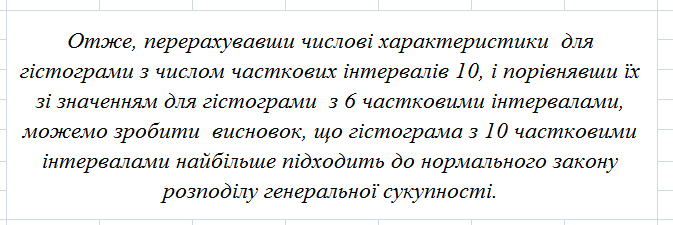 Отже, перерахувавши числові характеристики для
гістограми з числом часткових інтервалів 10, і порівнявши їх
зі значенням для гістограми з 6 частковими інтервалами,
можемо зробити висновок, що гістограма з 10 частковими
інтервалами найбільше підходить до нормального закону
розподілу генеральної сукупності.